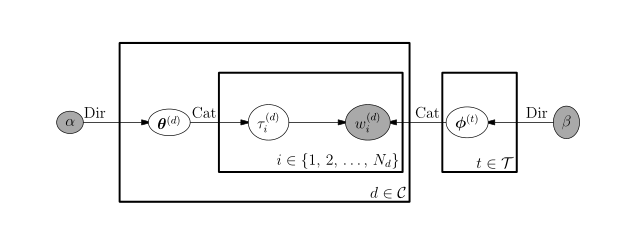 α Dir θ^(d) Cat τ_i^(d) w_i^(d) Cat ϕ^(t) Dir β
i ∈ {1, 2, …, N_d} t ∈ 𝒯
d ∈ 𝒞